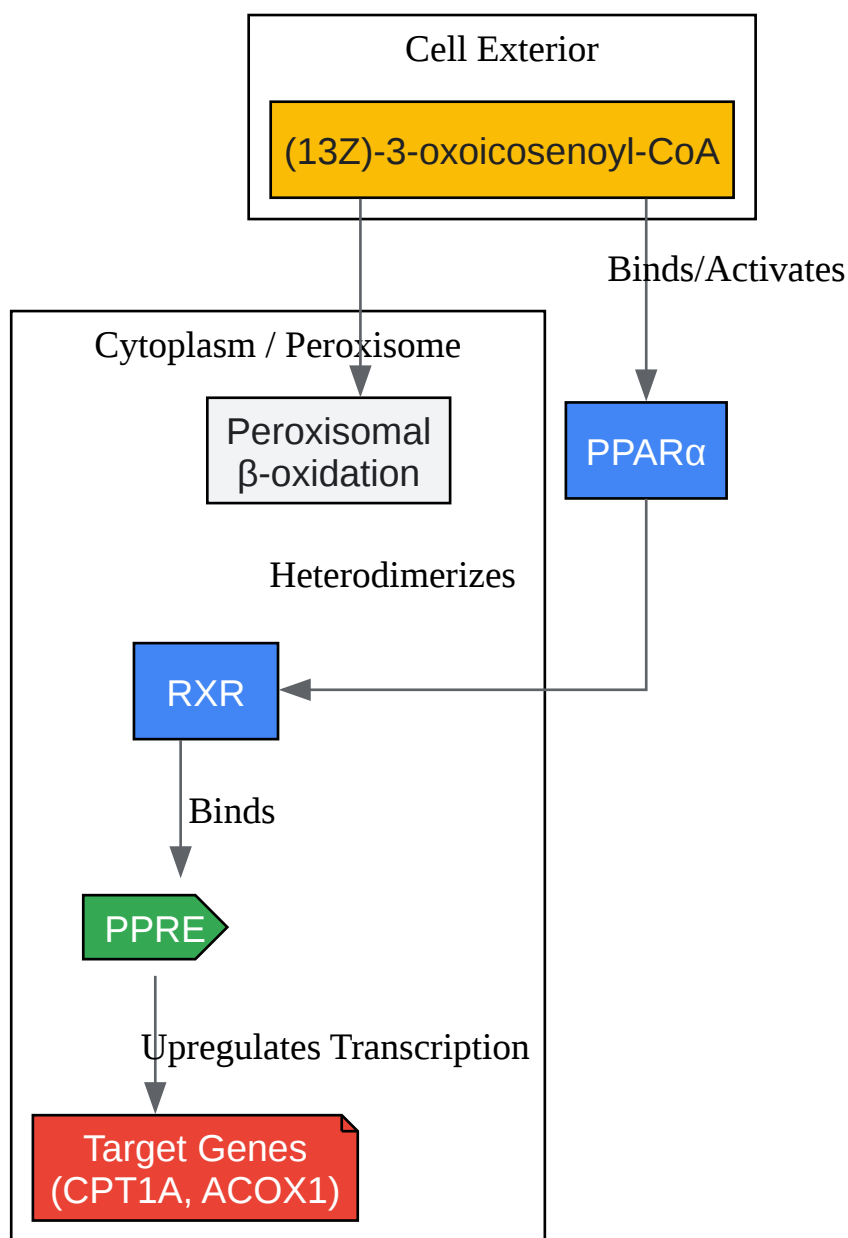 Cell Exterior
(13Z)-3-oxoicosenoyl-CoA
Binds/Activates
Cytoplasm / Peroxisome
Peroxisomal
β-oxidation
PPARα
Heterodimerizes
RXR
Binds
PPRE
Upregulates Transcription
Target Genes
(CPT1A, ACOX1)